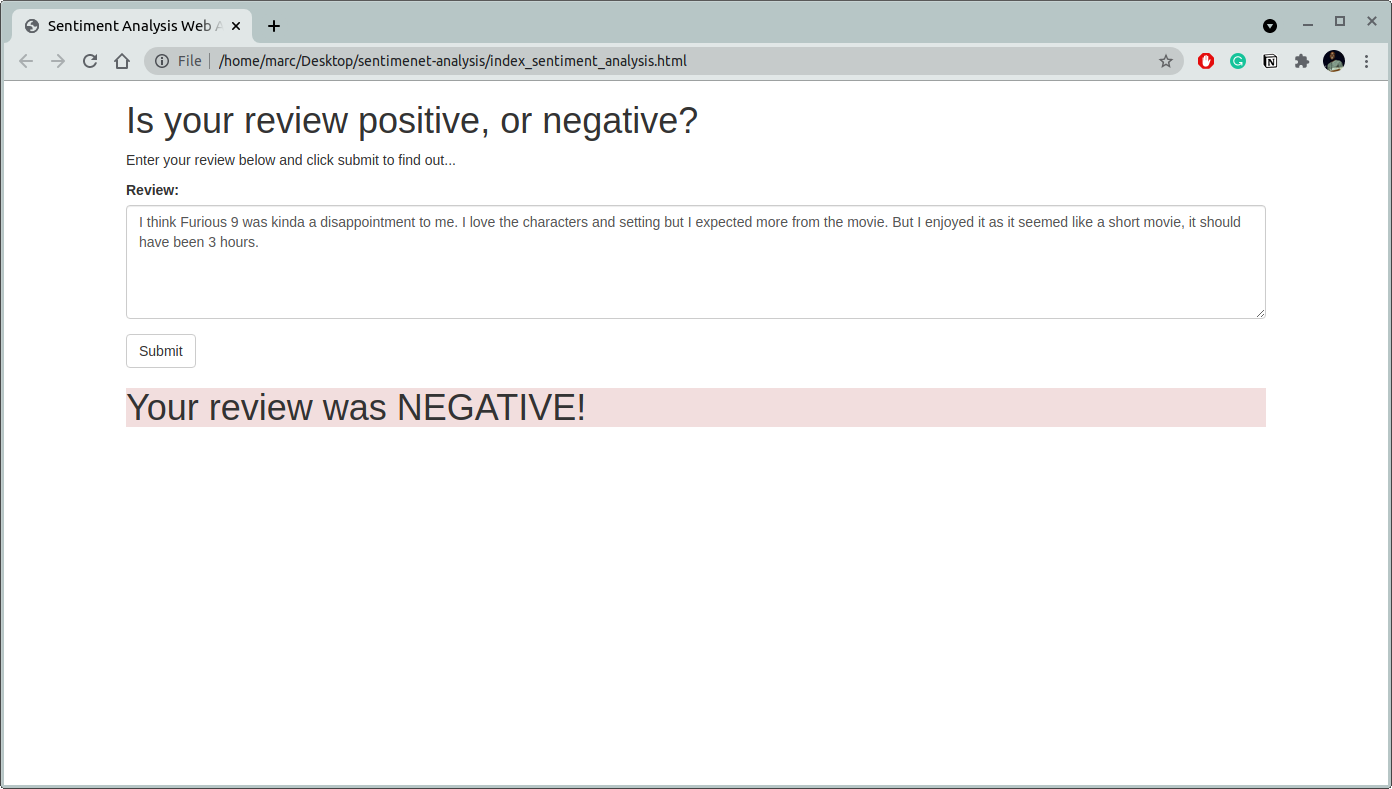 Sentiment Analysis Web A
File
/home/marc/Desktop/sentimenet-analysis/index_sentiment_analysis.html
Is your review positive, or negative?
Enter your review below and click submit to find out...
Review:
I think Furious 9 was kinda a disappointment to me. I love the characters and setting but I expected more from the movie. But I enjoyed it as it seemed like a short movie, it should
have been 3 hours.
Submit
Your review was NEGATIVE!